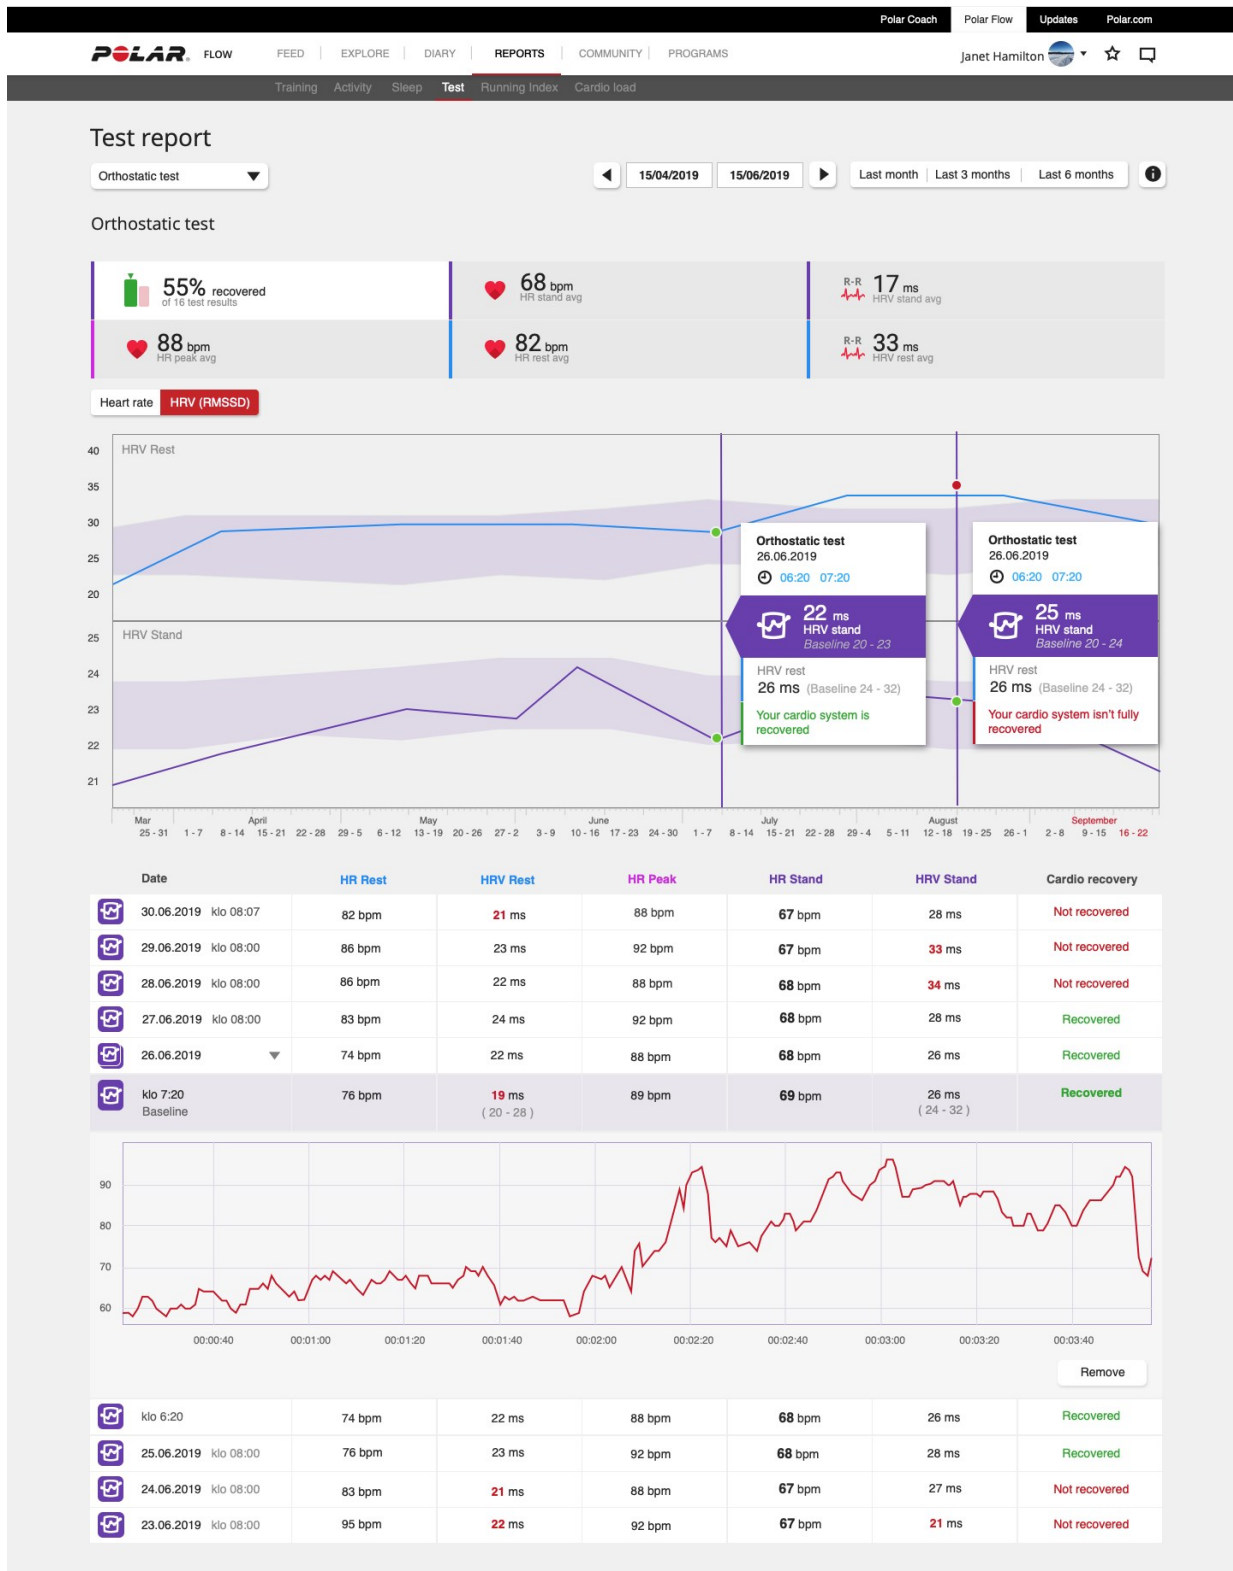 Polar Coach Polar Flow Updates Polar.com
POLAR. FLOW FEED EXPLORE DIARY REPORTS COMMUNITY PROGRAMS Janet Hamilton
Training Activity Sleep Test Running Index Cardio load
Test report
Orthostatic test 15/04/2019 15/06/2019 Last month Last 3 months Last 6 months
Orthostatic test
55% recovered
of 16 test results
68 bpm
HR stand avg
R-R 17 ms
HRV stand avg
88 bpm
HR peak avg
82 bpm
HR rest avg
R-R 33 ms
HRV rest avg
Heart rate HRV (RMSSD)
HRV Rest
40
35
30
25
20
HRV Stand
25
24
23
22
21
Orthostatic test
26.06.2019
06:20 07:20
22 ms
HRV stand
Baseline 20 - 23
HRV rest
26 ms (Baseline 24 - 32)
Your cardio system is
recovered
Orthostatic test
26.06.2019
06:20 07:20
25 ms
HRV stand
Baseline 20 - 24
HRV rest
26 ms (Baseline 24 - 32)
Your cardio system isn't fully
recovered
Mar April May June July August September
25 - 31 1 - 7 8 - 14 15 - 21 22 - 28 29 - 5 6 - 12 13 - 19 20 - 26 27 - 2 3 - 9 10 - 16 17 - 23 24 - 30 1 - 7 8 - 14 15 - 21 22 - 28 29 - 4 5 - 11 12 - 18 19 - 25 26 - 1 2 - 8 9 - 15 16 - 22
Date HR Rest HRV Rest HR Peak HR Stand HRV Stand Cardio recovery
30.06.2019 klo 08:07 82 bpm 21 ms 88 bpm 67 bpm 28 ms Not recovered
29.06.2019 klo 08:00 86 bpm 23 ms 92 bpm 67 bpm 33 ms Not recovered
28.06.2019 klo 08:00 86 bpm 22 ms 88 bpm 68 bpm 34 ms Not recovered
27.06.2019 klo 08:00 83 bpm 24 ms 92 bpm 68 bpm 28 ms Recovered
26.06.2019 74 bpm 22 ms 88 bpm 68 bpm 26 ms Recovered
klo 7:20 76 bpm 19 ms 89 bpm 69 bpm 26 ms Recovered
Baseline ( 20 - 28 ) ( 24 - 32 )
90
80
70
60
00:00:40 00:01:00 00:01:20 00:01:40 00:02:00 00:02:20 00:02:40 00:03:00 00:03:20 00:03:40
Remove
klo 6:20 74 bpm 22 ms 88 bpm 68 bpm 26 ms Recovered
25.06.2019 klo 08:00 76 bpm 23 ms 92 bpm 68 bpm 28 ms Recovered
24.06.2019 klo 08:00 83 bpm 21 ms 88 bpm 67 bpm 27 ms Not recovered
23.06.2019 klo 08:00 95 bpm 22 ms 92 bpm 67 bpm 21 ms Not recovered